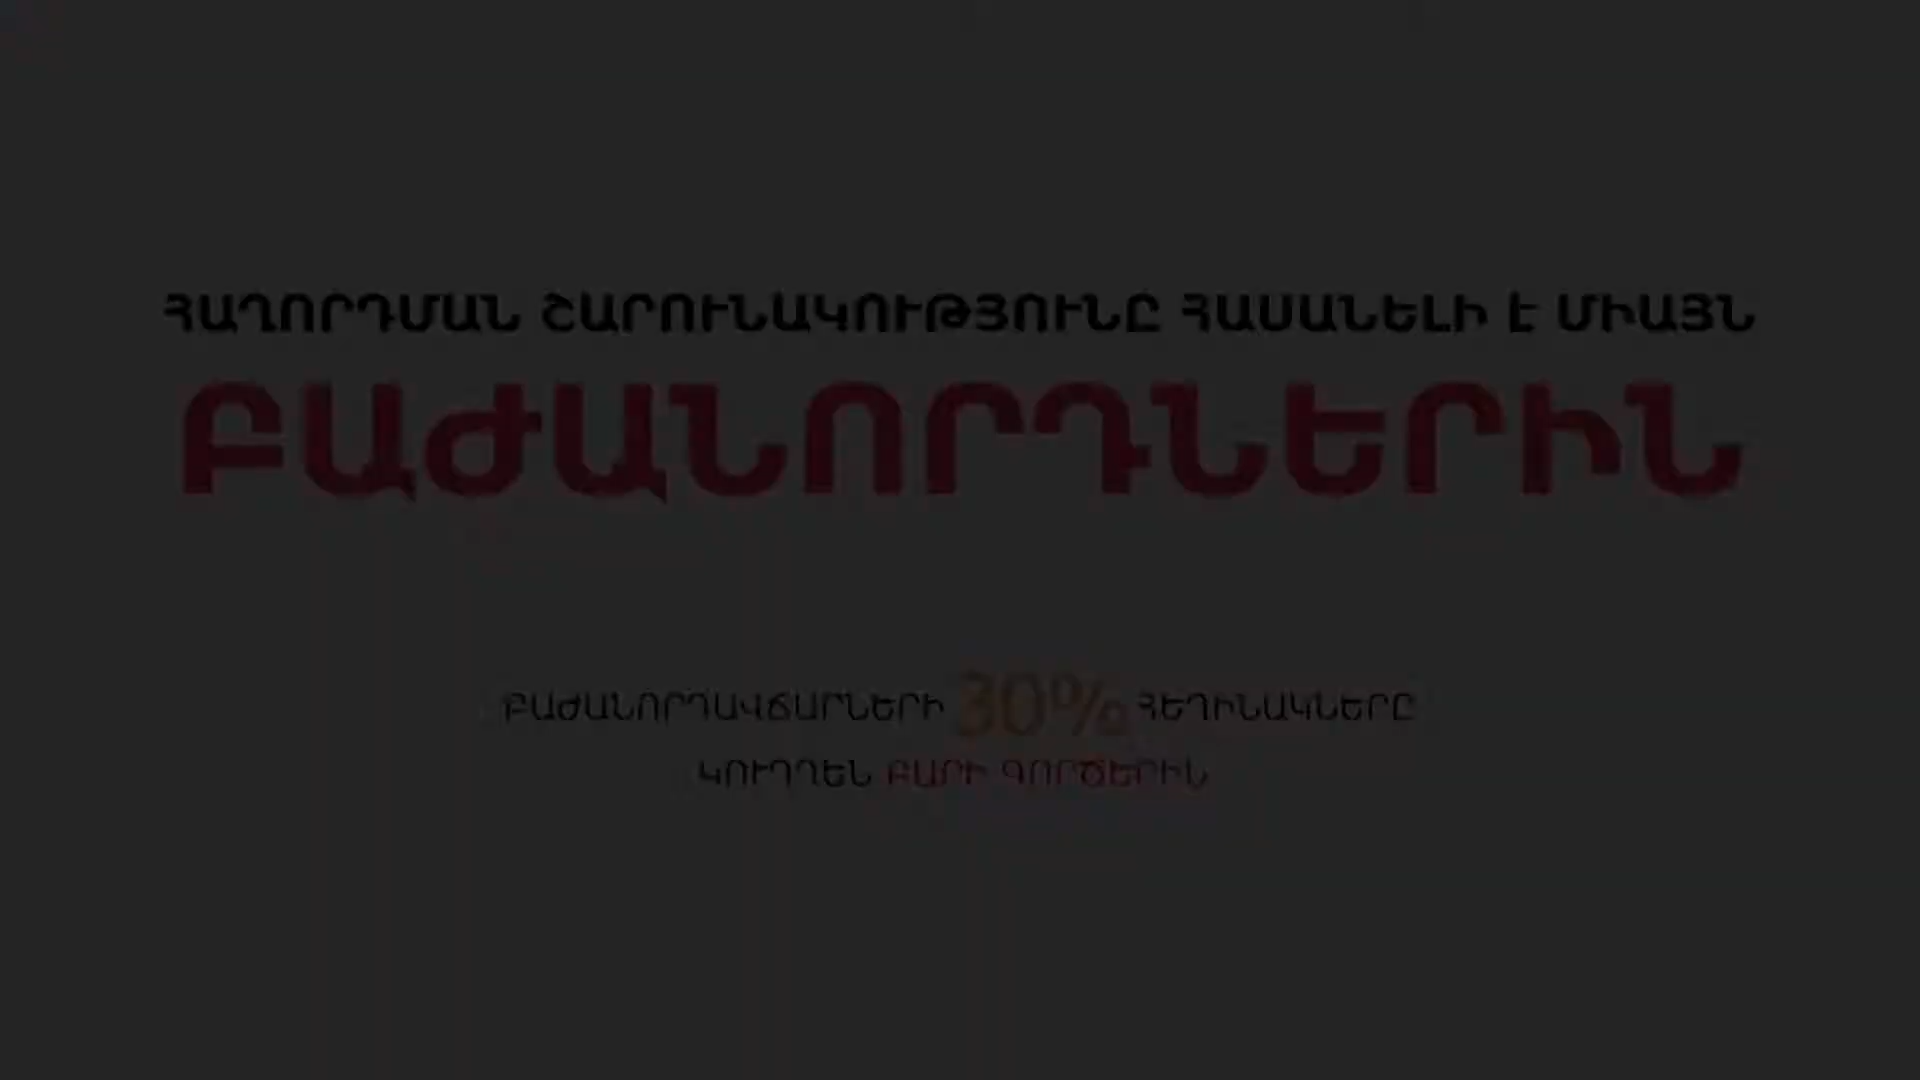 ՀԱՂՈՐԴՄԱՆ ՇԱՐՈՒՆԱԿՈՒԹՅՈՒՆԸ ՀԱՍԱՆԵԼԻ Է ՄԻԱՅՆ
ԲԱԺԱՆՈՐԴՆԵՐԻՆ
ԲԱԺԱՆՈՐԴԱՎՃԱՐՆԵՐԻ 30% ՀԵՂԻՆԱԿՆԵՐԸ
ԿՈՒՂՂԵՆ ԲԱՐԻ ԳՈՐԾԵՐԻՆ